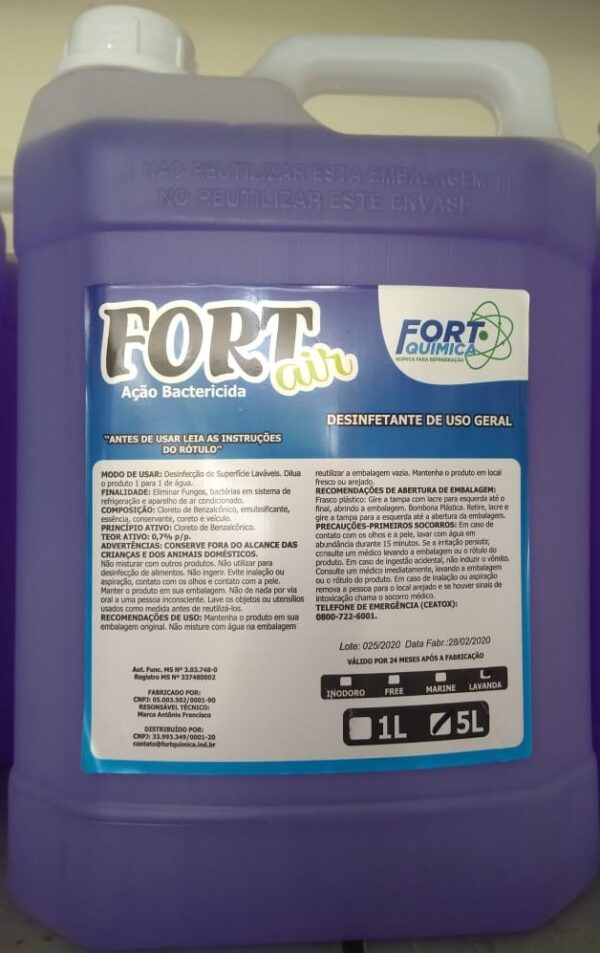 NAO REUTILIZAR ESTA EMBALAGEM
NO REUTILIZAR ESTE ENVASE
FORT
air
Ação Bactericida
FORT
QUÍMICA
QUÍMICA PARA REFRIGERAÇÃO
DESINFETANTE DE USO GERAL
"ANTES DE USAR LEIA AS INSTRUÇÕES
DO RÓTULO"
MODO DE USAR: Desinfecção de Superfície Laváveis. Dilua
o produto 1 para 1 de água.
FINALIDADE: Eliminar Fungos, bactérias em sistema de
refrigeração e aparelho de ar condicionado.
COMPOSIÇÃO: Cloreto de Benzalcônico, emulssificante,
essência, conservante, coreto e veículo.
PRINCÍPIO ATIVO: Cloreto de Benzalcônico.
TEOR ATIVO: 0,7% p/p.
ADVERTÊNCIAS: CONSERVE FORA DO ALCANCE DAS
CRIANÇAS E DOS ANIMAIS DOMÉSTICOS.
Não misturar com outros produtos. Não utilizar para
desinfecção de alimentos. Não ingerir. Evite inalação ou
aspiração, contato com os olhos e contato com a pele.
Manter o produto em sua embalagem. Não de nada por via
oral a uma pessoa inconsciente. Lave os objetos ou utensílios
usados como medida antes de reutilizá-los.
RECOMENDAÇÕES DE USO: Mantenha o produto em sua
embalagem original. Não misture com água na embalagem
reutilizar a embalagem vazia. Mantenha o produto em local
fresco ou arejado.
RECOMENDAÇÕES DE ABERTURA DE EMBALAGEM:
Frasco plástico: Gire a tampa com lacre para esquerda até o
final, abrindo a embalagem. Bombona Plástica. Retire, lacre e
gire a tampa para a esquerda até a abertura da embalagem.
PRECAUÇÕES-PRIMEIROS SOCORROS: Em caso de
contato com os olhos e a pele, lavar com água em
abundância durante 15 minutos. Se a irritação persistir,
consulte um médico levando a embalagem ou o rótulo do
produto. Em caso de ingestão acidental, não induzir o vômito.
Consulte um médico imediatamente, levando a embalagem
ou o rótulo do produto. Em caso de inalação ou aspiração
remova a pessoa para o local arejado e se houver sinais de
intoxicação chama o socorro médico.
TELEFONE DE EMERGÊNCIA (CEATOX):
0800-722-6001.
Lote: 025/2020 Data Fabr.:28/02/2020
VÁLIDO POR 24 MESES APÓS A FABRICAÇÃO
INODORO FREE MARINE LAVANDA
1L 5L
Aut. Func. MS Nº 3.03.748-0
Registro MS Nº 337480002
FABRICADO POR:
CNPJ: 05.003.502/0001-90
RESONSÁVEL TÉCNICO:
Marco Antônio Francisco
DISTRIBUÍDO POR:
CNPJ: 33.993.349/0001-20
contato@fortquimica.ind.br